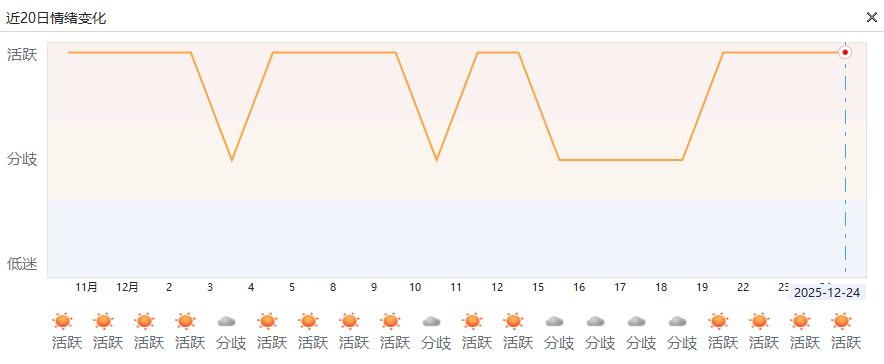 近20日情绪变化
活跃
分歧
低迷
11月 12月 2 3 4 5 8 9 10 11 12 15 16 17 18 19 22 23
2025-12-24
活跃 活跃 活跃 活跃 分歧 活跃 活跃 活跃 活跃 分歧 活跃 活跃 分歧 分歧 分歧 分歧 活跃 活跃 活跃 活跃